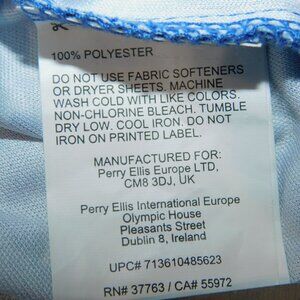 100% POLYESTER
DO NOT USE FABRIC SOFTENERS
OR DRYER SHEETS. MACHINE
WASH COLD WITH LIKE COLORS.
NON-CHLORINE BLEACH. TUMBLE
DRY LOW. COOL IRON. DO NOT
IRON ON PRINTED LABEL.
MANUFACTURED FOR:
Perry Ellis Europe LTD,
CM8 3DJ, UK
Perry Ellis International Europe
Olympic House
Pleasants Street
Dublin 8, Ireland
UPC# 713610485623
RN# 37763 / CA# 55972